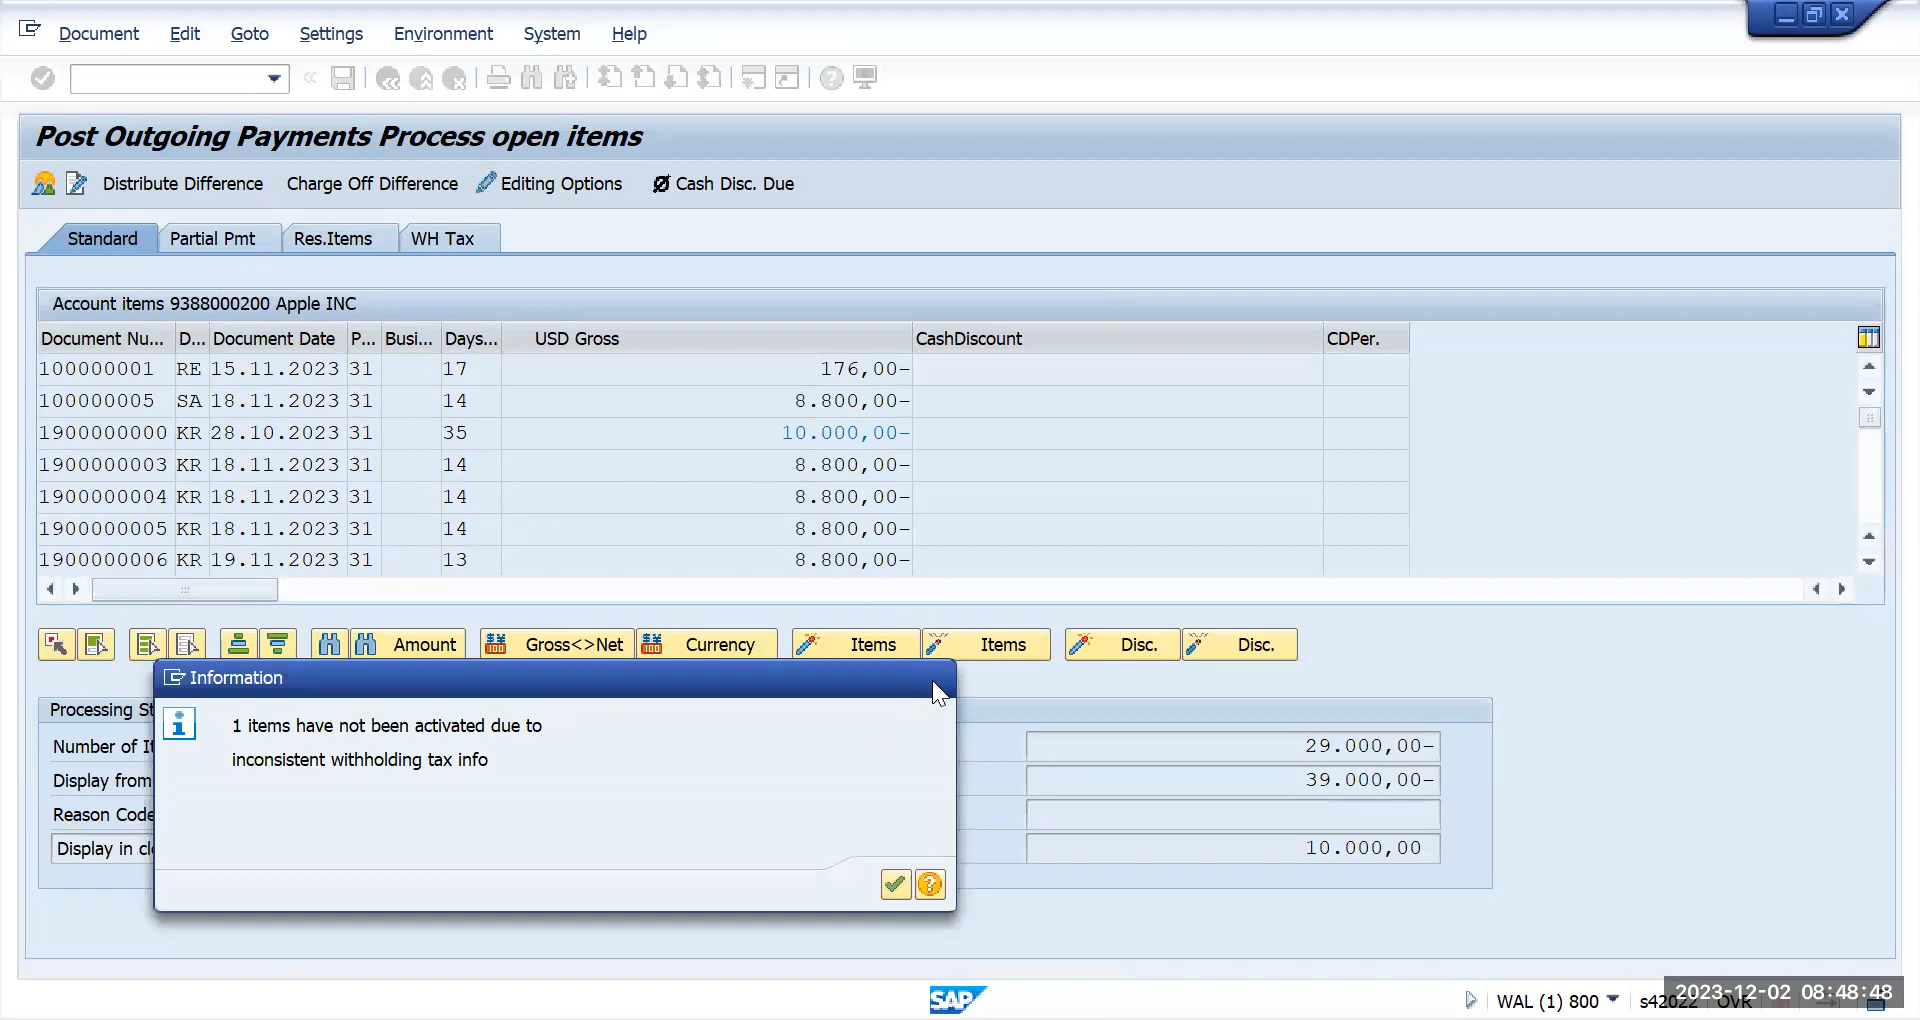 Document Edit Goto Settings Environment System Help
Post Outgoing Payments Process open items
Distribute Difference Charge Off Difference Editing Options Cash Disc. Due
Standard Partial Pmt Res.Items WH Tax
Account items 9388000200 Apple INC
Document Nu... D... Document Date P... Busi... Days... USD Gross CashDiscount CDPer.
100000001 RE 15.11.2023 31 17 176,00-
100000005 SA 18.11.2023 31 14 8.800,00-
1900000000 KR 28.10.2023 31 35 10.000,00-
1900000003 KR 18.11.2023 31 14 8.800,00-
1900000004 KR 18.11.2023 31 14 8.800,00-
1900000005 KR 18.11.2023 31 14 8.800,00-
1900000006 KR 19.11.2023 31 13 8.800,00-
Amount Gross<>Net Currency Items Items Disc. Disc.
Information
1 items have not been activated due to
inconsistent withholding tax info
Processing St
Number of It 29.000,00-
Display from 39.000,00-
Reason Code
Display in cl 10.000,00
SAP WAL (1) 800 s42022 OVR
2023-12-02 08:48:48